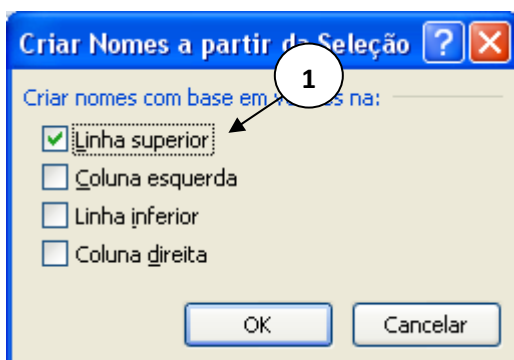 Criar Nomes a partir da Seleção
1
Criar nomes com base em na:
Linha superior
Coluna esquerda
Linha inferior
Coluna direita
OK Cancelar